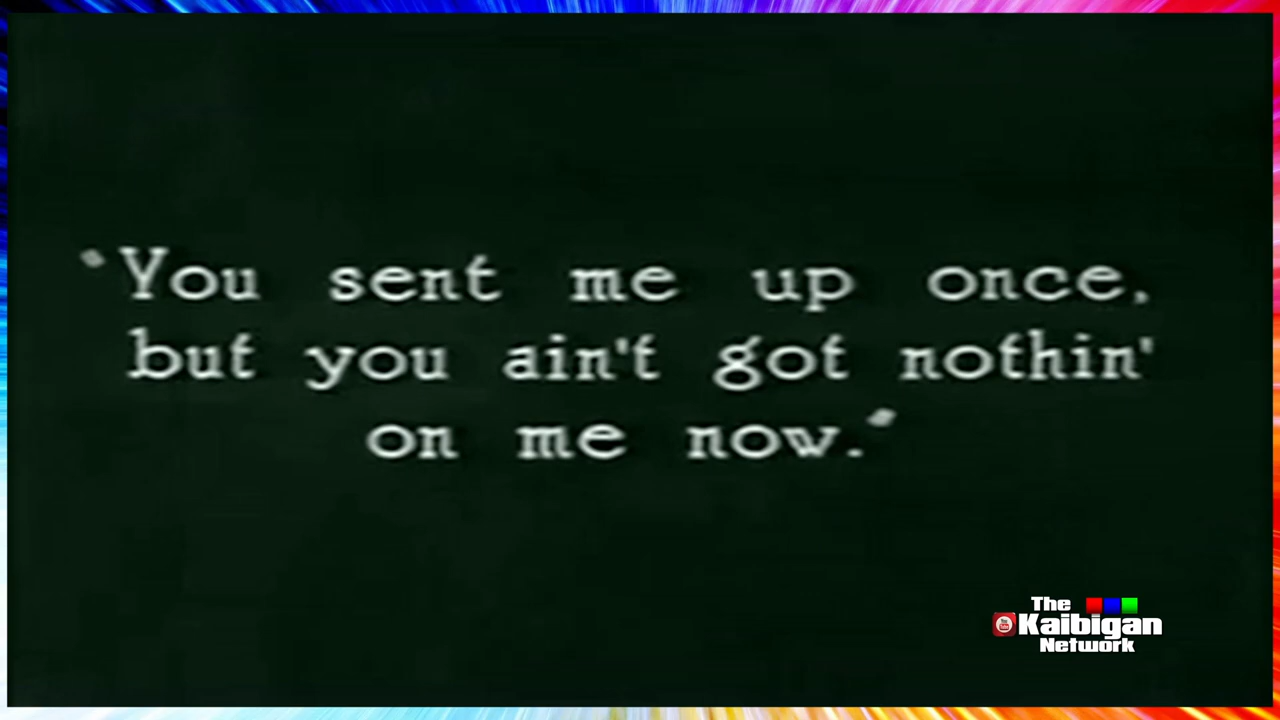 "You sent me up once,
but you ain't got nothin'
on me now."
The
Kaibigan
Network